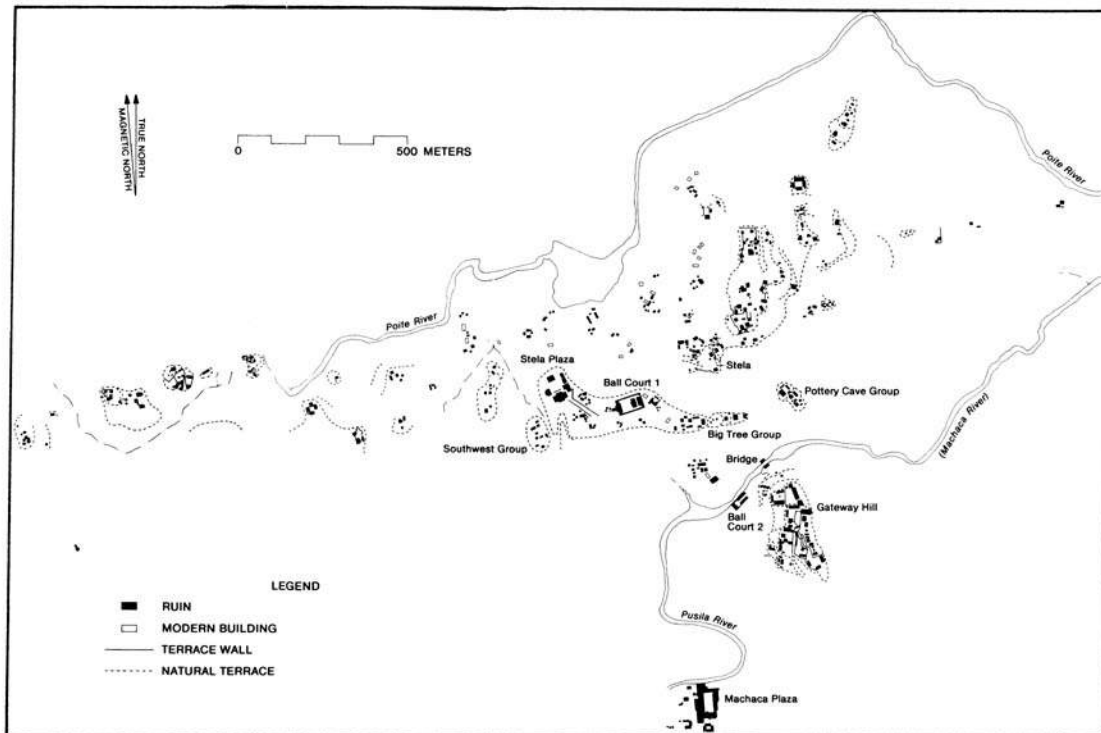 TRUE NORTH
MAGNETIC NORTH
0 500 METERS
Poite River
Poite River
Stela Plaza
Ball Court 1
Stela
Pottery Cave Group
(Machaca River)
Big Tree Group
Southwest Group
Bridge
Ball
Court 2
Gateway Hill
LEGEND
RUIN
MODERN BUILDING
TERRACE WALL
NATURAL TERRACE
Pusila River
Machaca Plaza